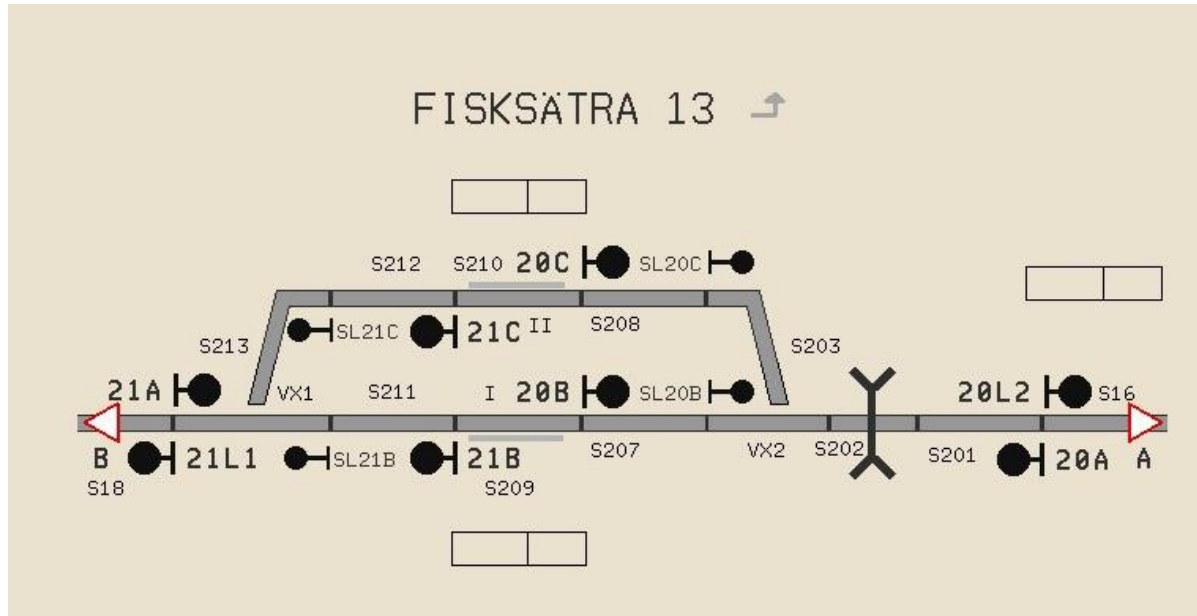 FISKSÄTRA 13
S212 S210 20C SL20C
SL21C 21C II S208
S213 S203
21A VX1 S211 I 20B SL20B 20L2 S16
B 21L1 SL21B 21B S207 VX2 S202 S201 20A A
S18 S209